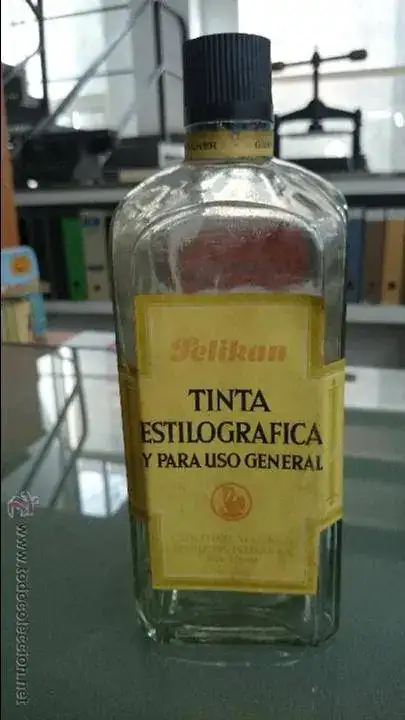 Pelikan
TINTA
ESTILOGRAFICA
Y PARA USO GENERAL
www.todocoleccion.net